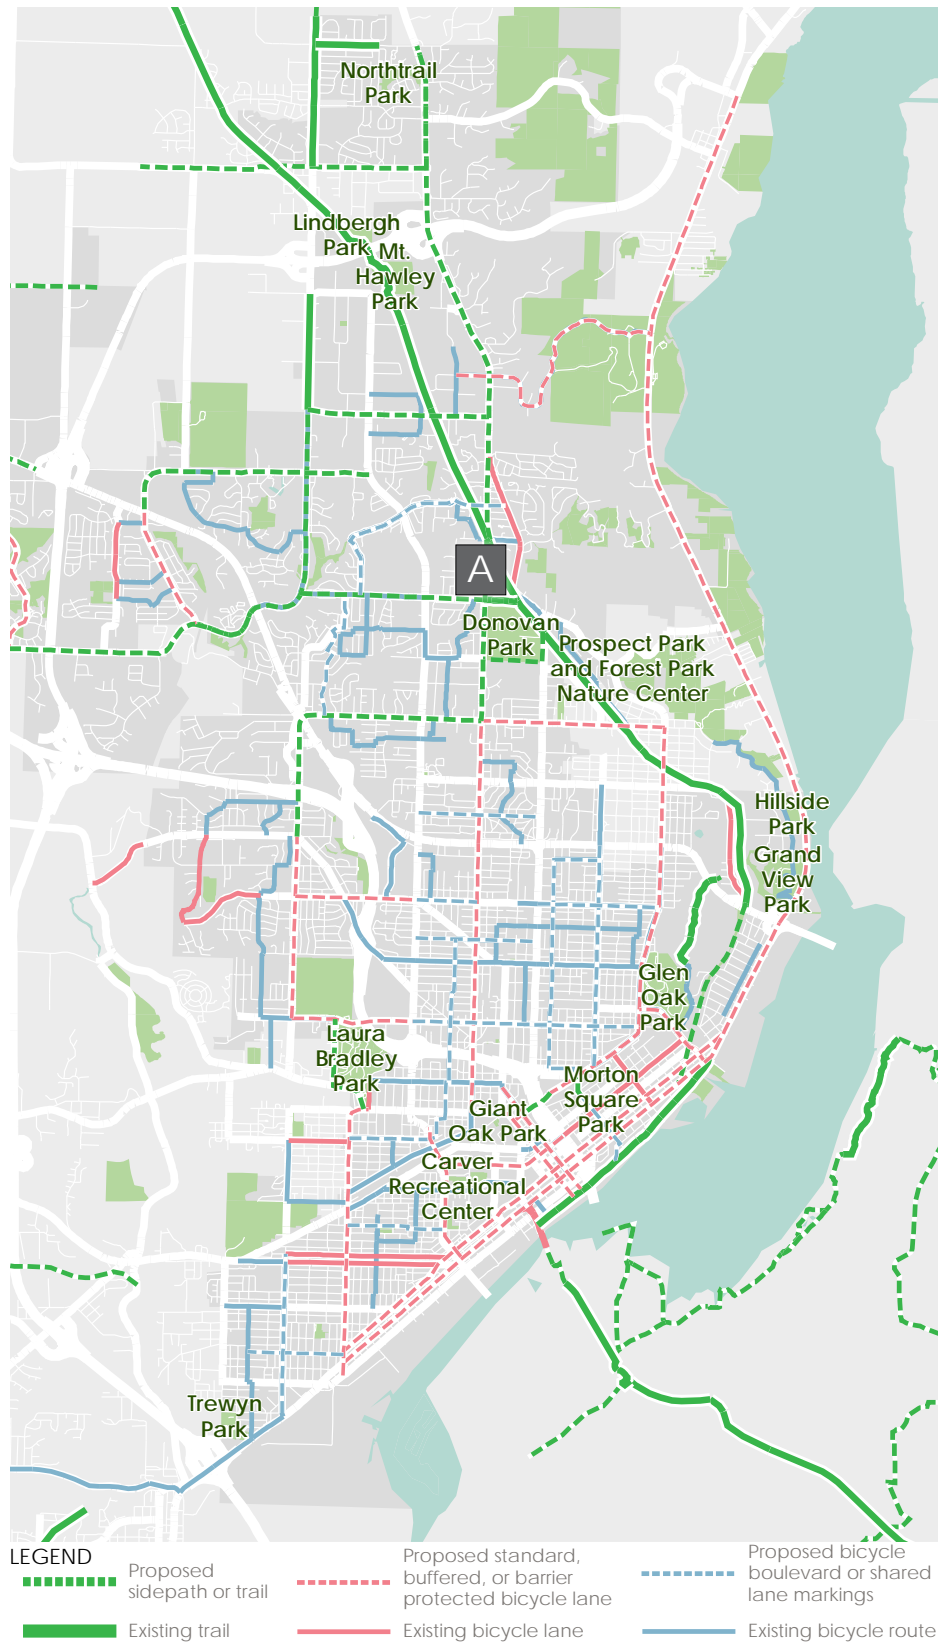 Northtrail
Park
Lindbergh
Park
Mt.
Hawley
Park
A
Donovan
Park
Prospect Park
and Forest Park
Nature Center
Hillside
Park
Grand
View
Park
Glen
Oak
Park
Laura
Bradley
Park
Morton
Square
Park
Giant
Oak Park
Carver
Recreational
Center
Trewyn
Park
LEGEND
Proposed
sidepath or trail
Proposed standard,
buffered, or barrier
protected bicycle lane
Proposed bicycle
boulevard or shared
lane markings
Existing trail
Existing bicycle lane
Existing bicycle route